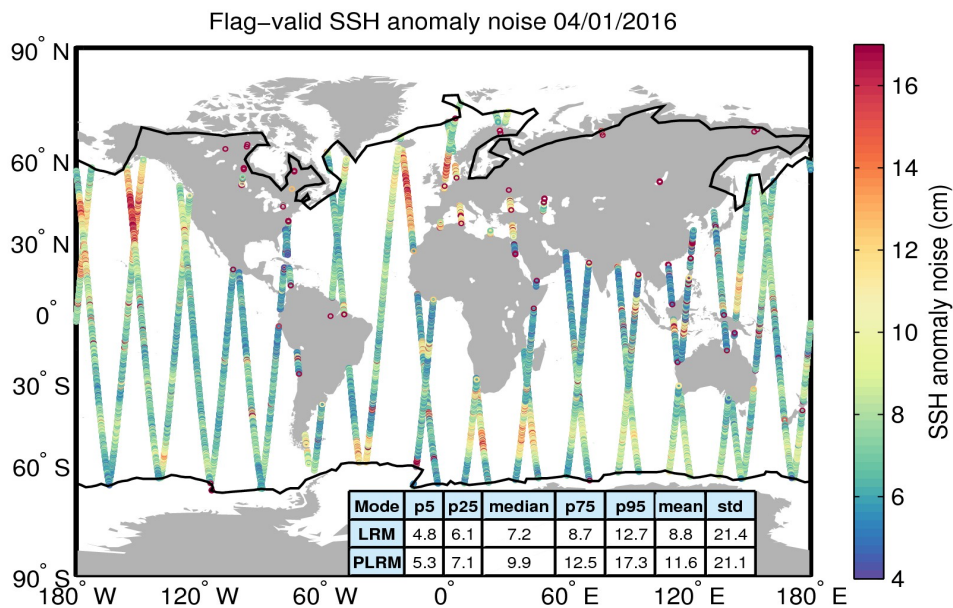 Flag−valid SSH anomaly noise 04/01/2016
90° N
60° N
30° N
0°
30° S
60° S
90° S
180° W
120° W
60° W
0°
60° E
120° E
180° E
16
14
12
10
8
6
4
SSH anomaly noise (cm)
Mode p5 p25 median p75 p95 mean std
LRM 4.8 6.1 7.2 8.7 12.7 8.8 21.4
PLRM 5.3 7.1 9.9 12.5 17.3 11.6 21.1